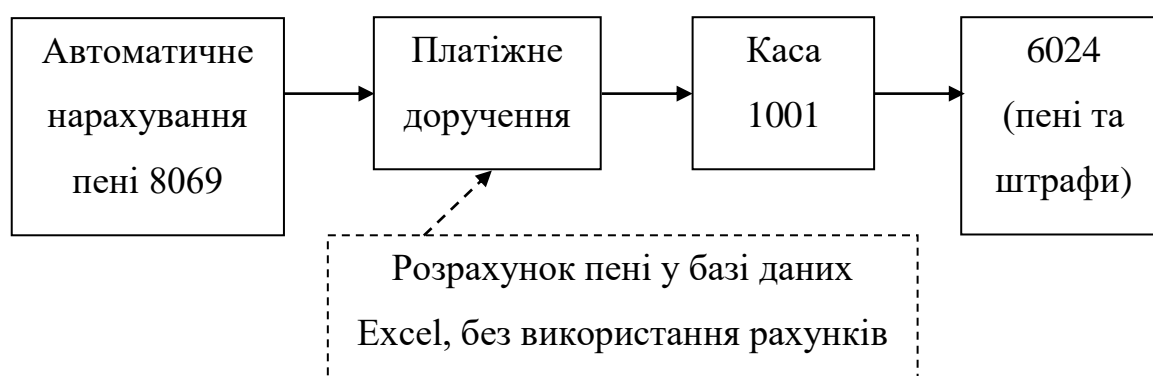 Автоматичне
нарахування
пені 8069
Платіжне
доручення
Каса
1001
6024
(пені та
штрафи)
Розрахунок пені у базі даних
Excel, без використання рахунків